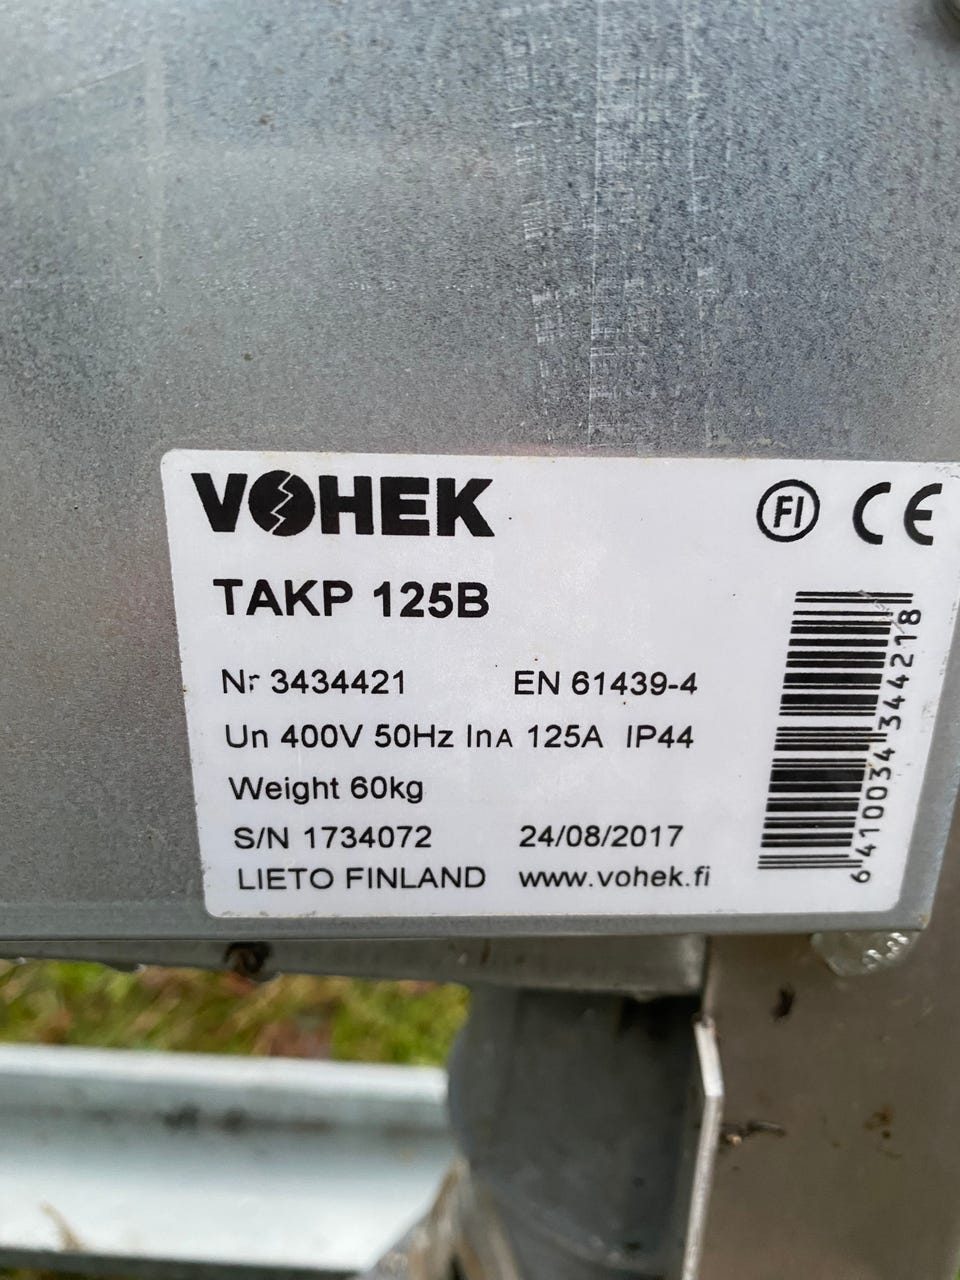 VOHEK FI CE
TAKP 125B
Nr 3434421 EN 61439-4
Un 400V 50Hz InA 125A IP44
Weight 60kg
S/N 1734072 24/08/2017
LIETO FINLAND www.vohek.fi
6410034344218